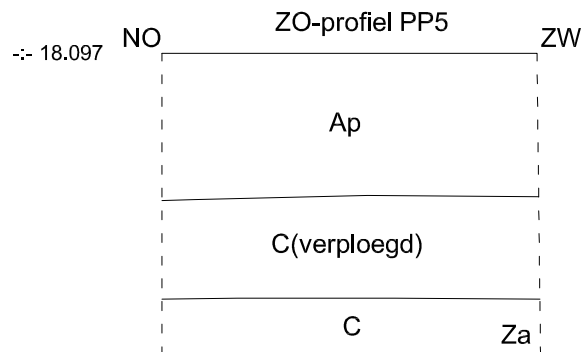 ZO-profiel PP5
NO ZW
-:- 18.097
Ap
C(verploegd)
C Za